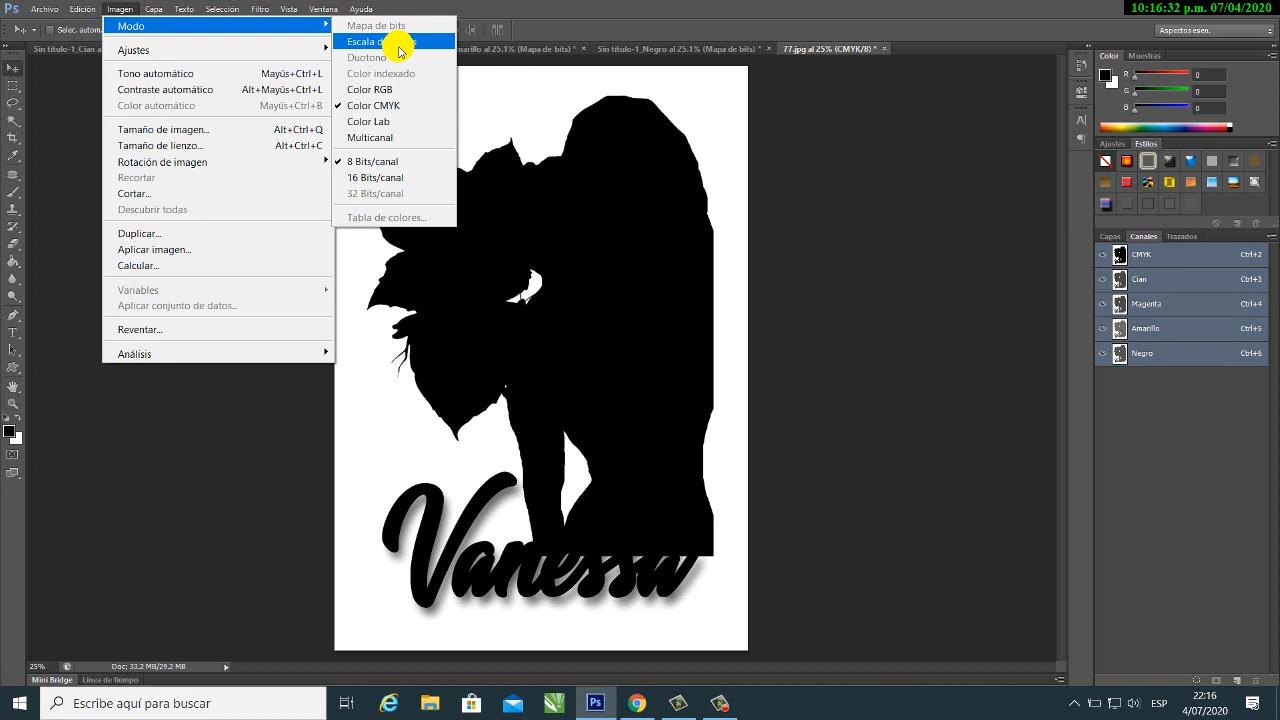 Ps Archivo Edición Imagen Capa Texto Selección Filtro Vista Ventana Ayuda
10:16:32 p.m. 07/04/2020
Modo
Ajustes
Tono automático Mayús+Ctrl+L
Contraste automático Alt+Mayús+Ctrl+L
Color automático Mayús+Ctrl+B
Tamaño de imagen... Alt+Ctrl+Q
Tamaño de lienzo... Alt+Ctrl+C
Rotación de imagen
Recortar
Cortar...
Descubrir todas
Duplicar...
Aplicar imagen...
Calcular...
Variables
Aplicar conjunto de datos...
Reventar...
Análisis
Mapa de bits
Escala
Duotono
Color indexado
Color RGB
Color CMYK
Color Lab
Multicanal
8 Bits/canal
16 Bits/canal
32 Bits/canal
Tabla de colores...
Selec. autom
Aspectos esen.
Sin título-1_Cian a
al 25.1% (Mapa de bits) *
Sin título-1_Negro al 25.1% (Mapa de bits) *
77.jpg al 25% (CMYK/8) *
Color
R 0
G 0
B 0
Ajustes Estilos
Capas Canales Trazados
CMYK Ctrl+2
Cian Ctrl+3
Magenta Ctrl+4
Amarillo Ctrl+5
Negro Ctrl+6
Vanessa
25% Doc: 33.2 MB/29.2 MB
Mini Bridge Línea de tiempo
Escribe aquí para buscar
Ps
ESP
22:16
4/07/2020